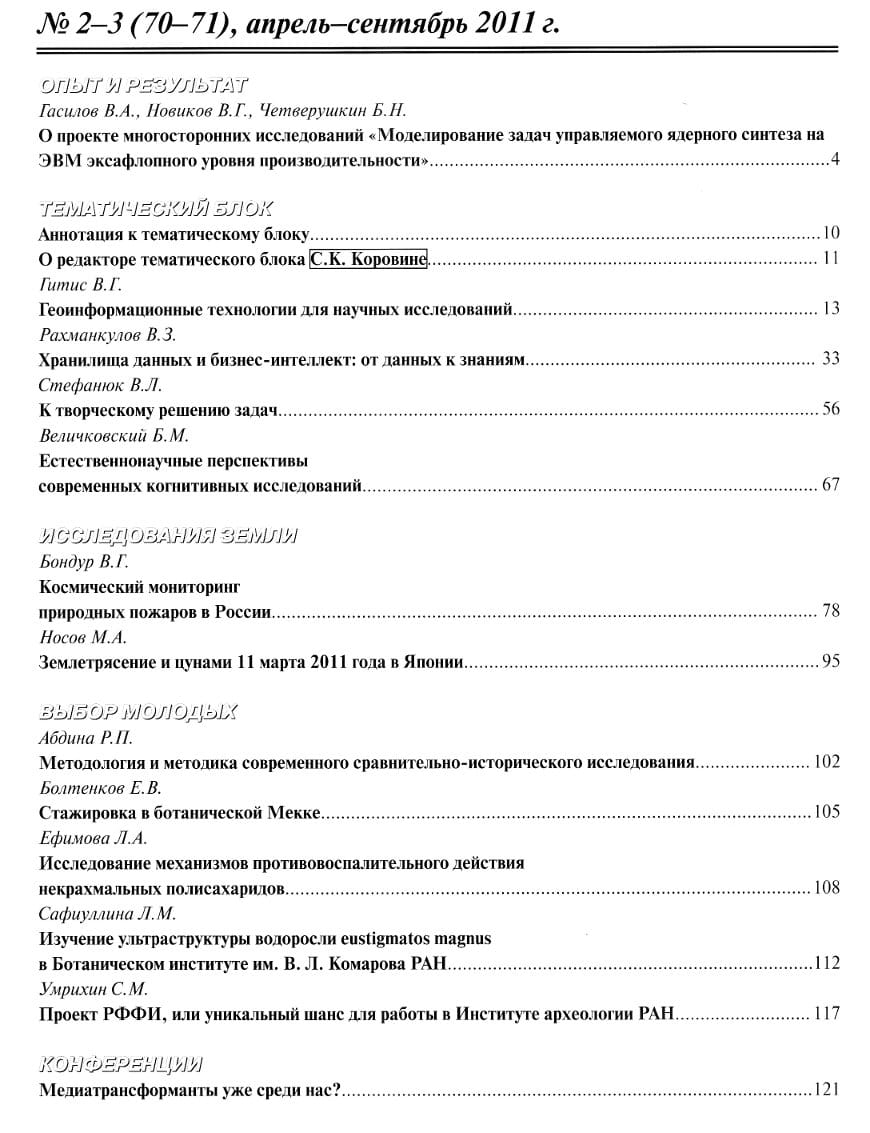 № 2–3 (70–71), апрель–сентябрь 2011 г.
ОПЫТ И РЕЗУЛЬТАТ
Гасилов В.А., Новиков В.Г., Четверушкин Б.Н.
О проекте многосторонних исследований «Моделирование задач управляемого ядерного синтеза на
ЭВМ эксафлопного уровня производительности»...4
ТЕМАТИЧЕСКИЙ БЛОК
Аннотация к тематическому блоку...10
О редакторе тематического блока С.К. Коровине...11
Гитис В.Г.
Геоинформационные технологии для научных исследований...13
Рахманкулов В.З.
Хранилища данных и бизнес-интеллект: от данных к знаниям...33
Стефанюк В.Л.
К творческому решению задач...56
Величковский Б.М.
Естественнонаучные перспективы
современных когнитивных исследований...67
ИССЛЕДОВАНИЯ ЗЕМЛИ
Бондур В.Г.
Космический мониторинг
природных пожаров в России...78
Носов М.А.
Землетрясение и цунами 11 марта 2011 года в Японии...95
ВЫБОР МОЛОДЫХ
Абдина Р.П.
Методология и методика современного сравнительно-исторического исследования...102
Болтенков Е.В.
Стажировка в ботанической Мекке...105
Ефимова Л.А.
Исследование механизмов противовоспалительного действия
некрахмальных полисахаридов...108
Сафиуллина Л.М.
Изучение ультраструктуры водоросли eustigmatos magnus
в Ботаническом институте им. В. Л. Комарова РАН...112
Умрихин С.М.
Проект РФФИ, или уникальный шанс для работы в Институте археологии РАН...117
КОНФЕРЕНЦИИ
Медиатрансформанты уже среди нас?...121